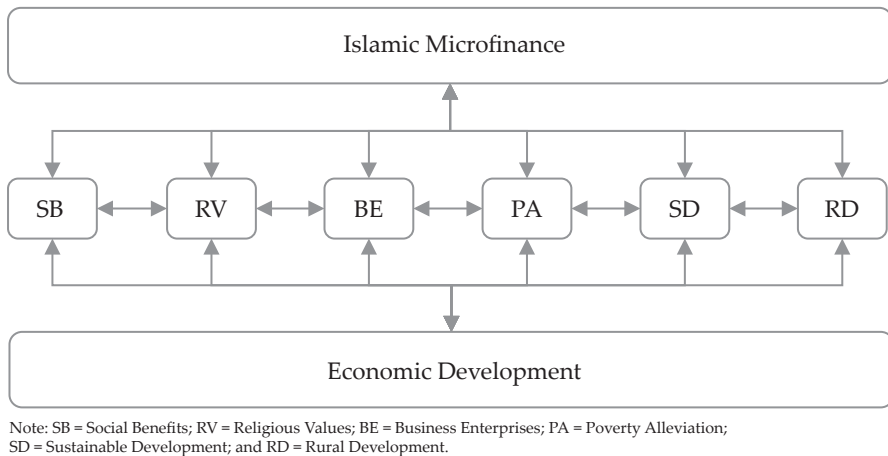 Islamic Microfinance
SB RV BE PA SD RD
Economic Development
Note: SB = Social Benefits; RV = Religious Values; BE = Business Enterprises; PA = Poverty Alleviation;
SD = Sustainable Development; and RD = Rural Development.